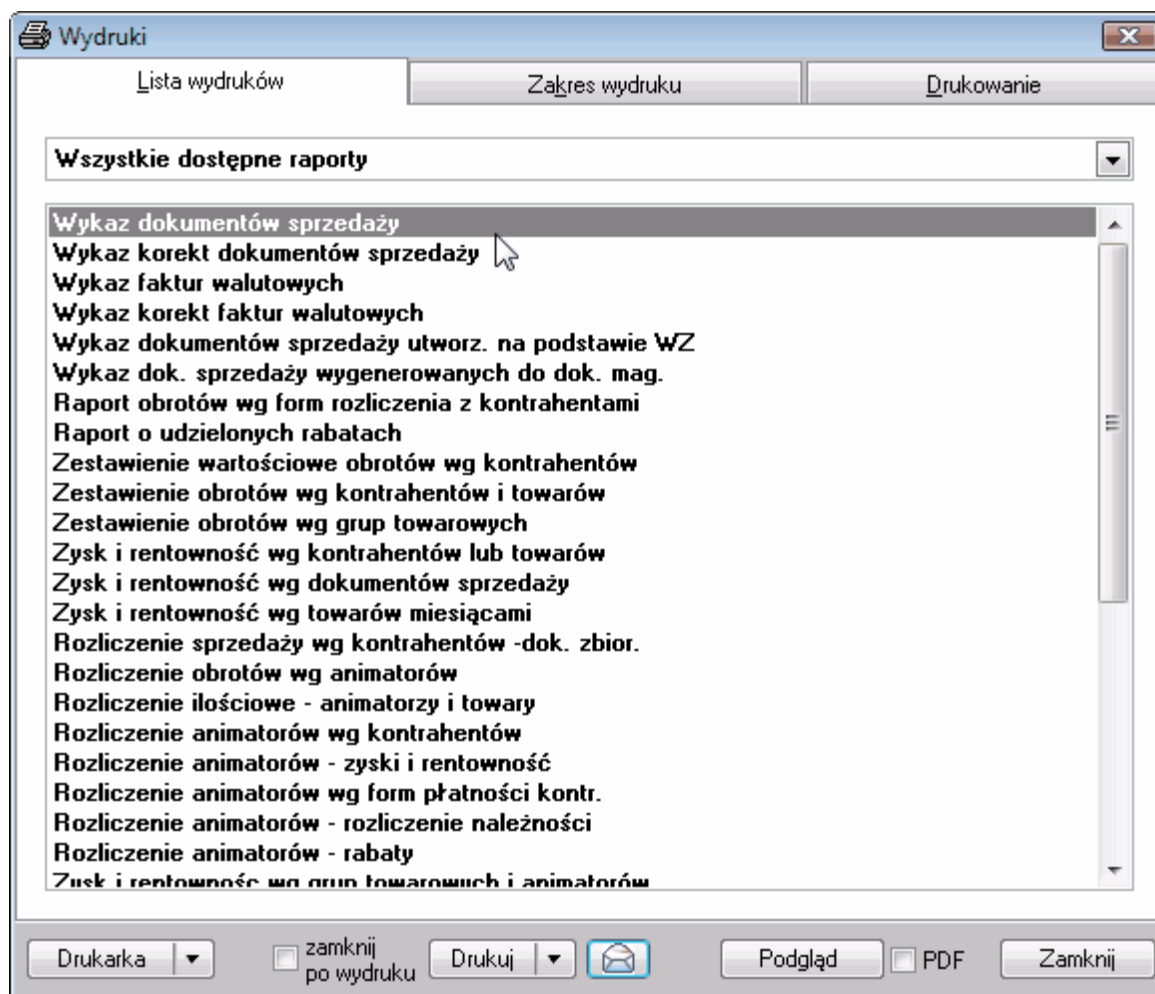 Wydruki
Lista wydruków
Zakres wydruku
Drukowanie
Wszystkie dostępne raporty
Wykaz dokumentów sprzedaży
Wykaz korekt dokumentów sprzedaży
Wykaz faktur walutowych
Wykaz korekt faktur walutowych
Wykaz dokumentów sprzedaży utworz. na podstawie WZ
Wykaz dok. sprzedaży wygenerowanych do dok. mag.
Raport obrotów wg form rozliczenia z kontrahentami
Raport o udzielonych rabatach
Zestawienie wartościowe obrotów wg kontrahentów
Zestawienie obrotów wg kontrahentów i towarów
Zestawienie obrotów wg grup towarowych
Zysk i rentowność wg kontrahentów lub towarów
Zysk i rentowność wg dokumentów sprzedaży
Zysk i rentowność wg towarów miesiącami
Rozliczenie sprzedaży wg kontrahentów -dok. zbior.
Rozliczenie obrotów wg animatorów
Rozliczenie ilościowe - animatorzy i towary
Rozliczenie animatorów wg kontrahentów
Rozliczenie animatorów - zyski i rentowność
Rozliczenie animatorów wg form płatności kontr.
Rozliczenie animatorów - rozliczenie należności
Rozliczenie animatorów - rabaty
Zysk i rentownośc wg grup towarowych i animatorów
Drukarka
zamknij
po wydruku
Drukuj
Podgląd
PDF
Zamknij